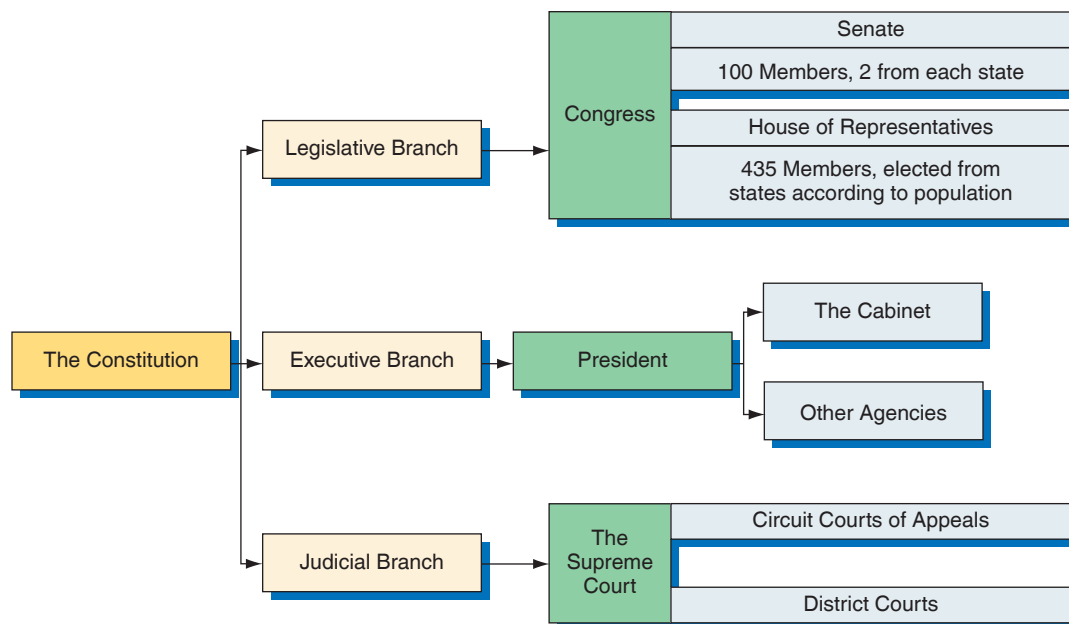 The Constitution
Legislative Branch
Congress
Senate
100 Members, 2 from each state
House of Representatives
435 Members, elected from
states according to population
Executive Branch
President
The Cabinet
Other Agencies
Judicial Branch
The
Supreme
Court
Circuit Courts of Appeals
District Courts